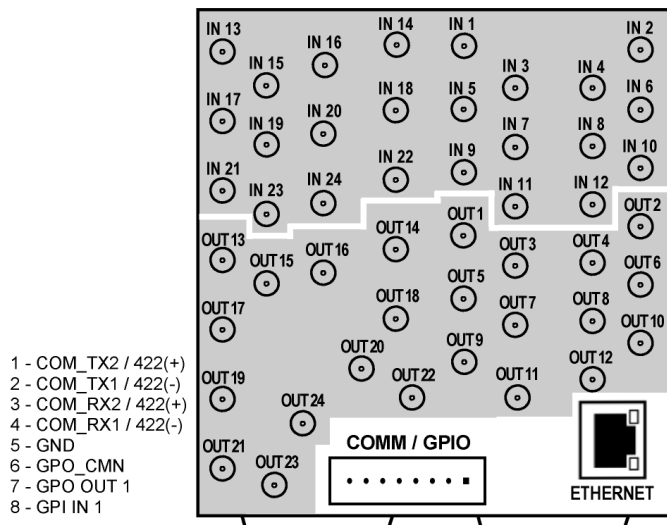 IN 13
IN 14
IN 1
IN 2
IN 16
IN 15
IN 3
IN 4
IN 17
IN 18
IN 5
IN 6
IN 20
IN 19
IN 7
IN 8
IN 21
IN 22
IN 9
IN 10
IN 24
IN 23
IN 11
IN 12
OUT 13
OUT 14
OUT 1
OUT 2
OUT 16
OUT 15
OUT 3
OUT 4
OUT 17
OUT 18
OUT 5
OUT 6
OUT 7
OUT 8
OUT 20
OUT 9
OUT 10
OUT 19
OUT 22
OUT 11
OUT 12
OUT 24
OUT 21
OUT 23
COMM / GPIO
ETHERNET
1 - COM_TX2 / 422(+)
2 - COM_TX1 / 422(-)
3 - COM_RX2 / 422(+)
4 - COM_RX1 / 422(-)
5 - GND
6 - GPO_CMN
7 - GPO OUT 1
8 - GPI IN 1